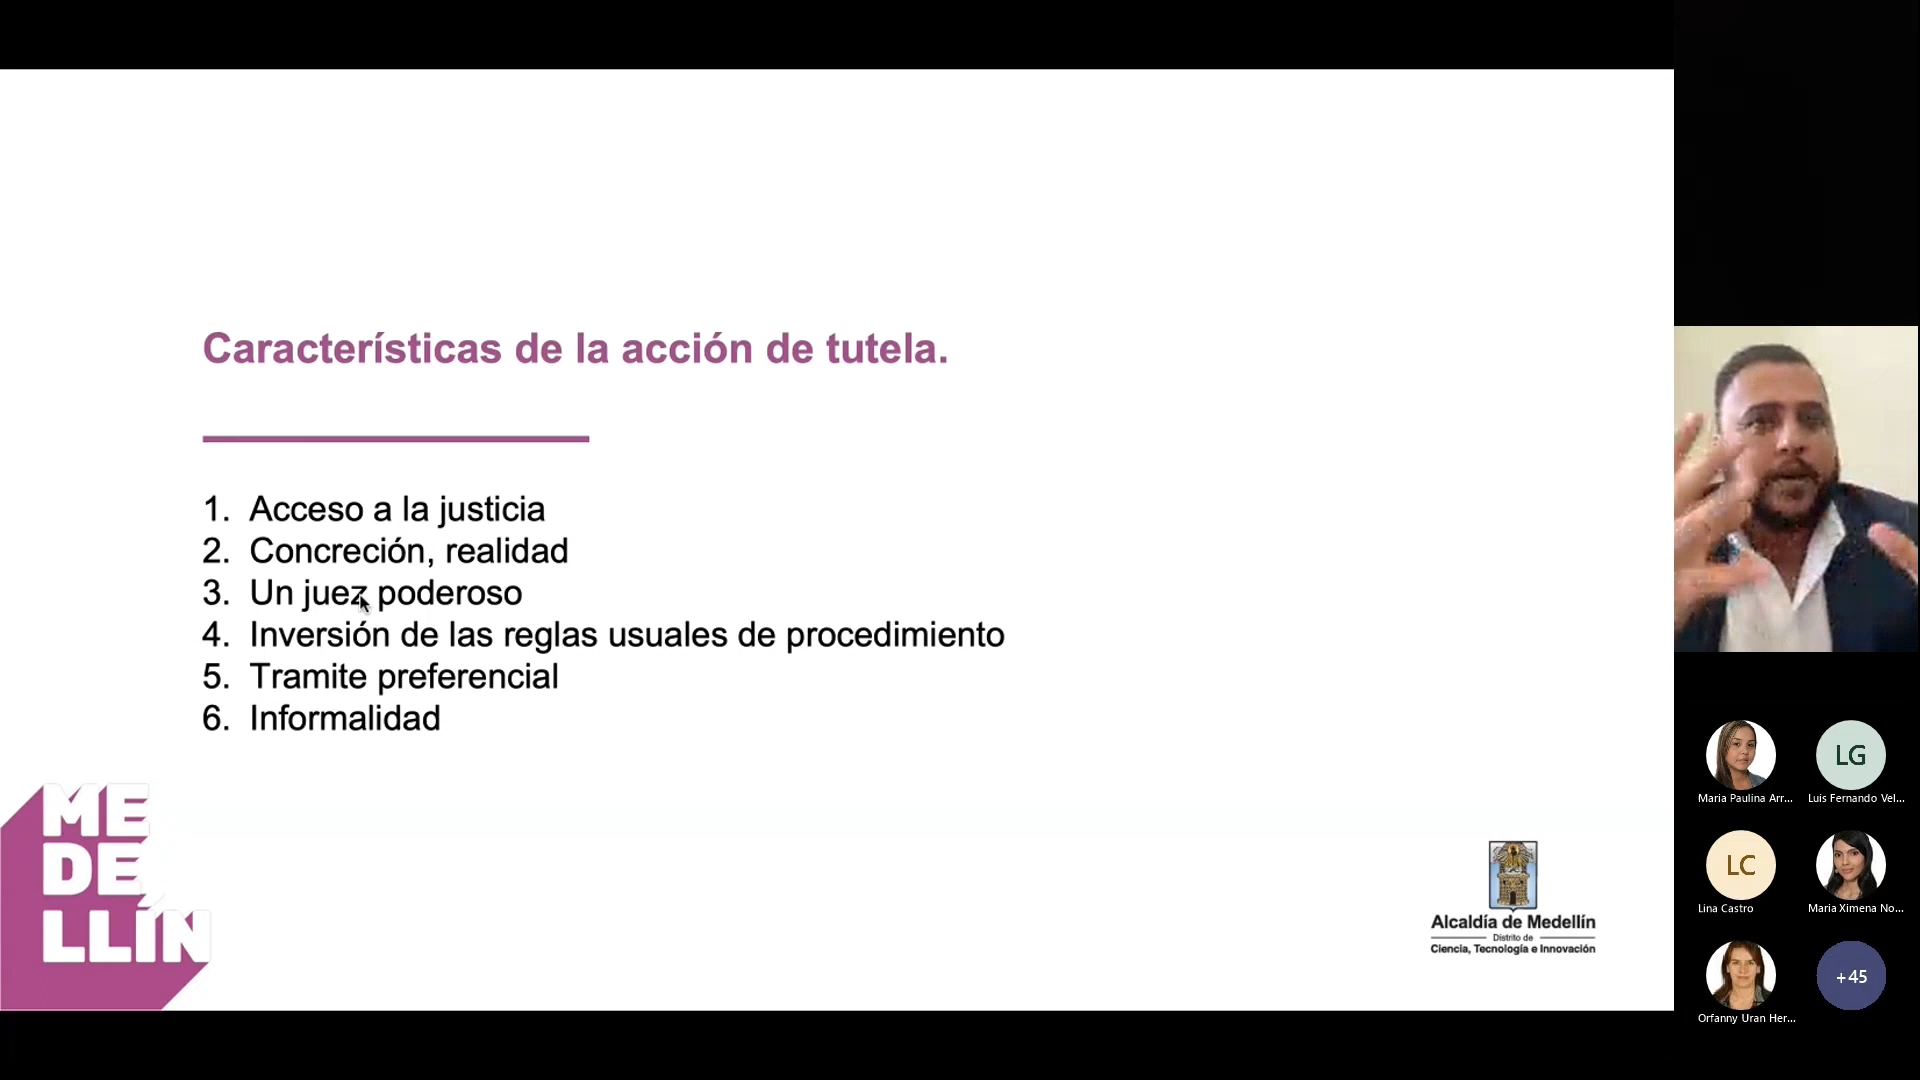 Características de la acción de tutela.
1. Acceso a la justicia
2. Concreción, realidad
3. Un juez poderoso
4. Inversión de las reglas usuales de procedimiento
5. Tramite preferencial
6. Informalidad
ME
DE,
LLÍN
Alcaldía de Medellín
Distrito de
Ciencia, Tecnología e Innovación
LG
Maria Paulina Arr...
Luis Fernando Vel...
LC
Lina Castro
Maria Ximena No...
+45
Orfanny Uran Her...